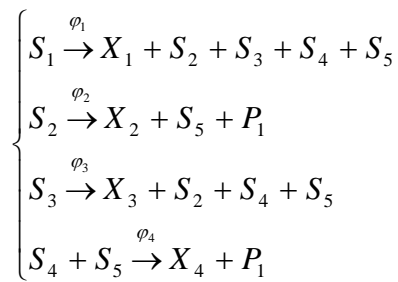 S₁ →^φ₁ X₁ + S₂ + S₃ + S₄ + S₅
S₂ →^φ₂ X₂ + S₅ + P₁
S₃ →^φ₃ X₃ + S₂ + S₄ + S₅
S₄ + S₅ →^φ₄ X₄ + P₁